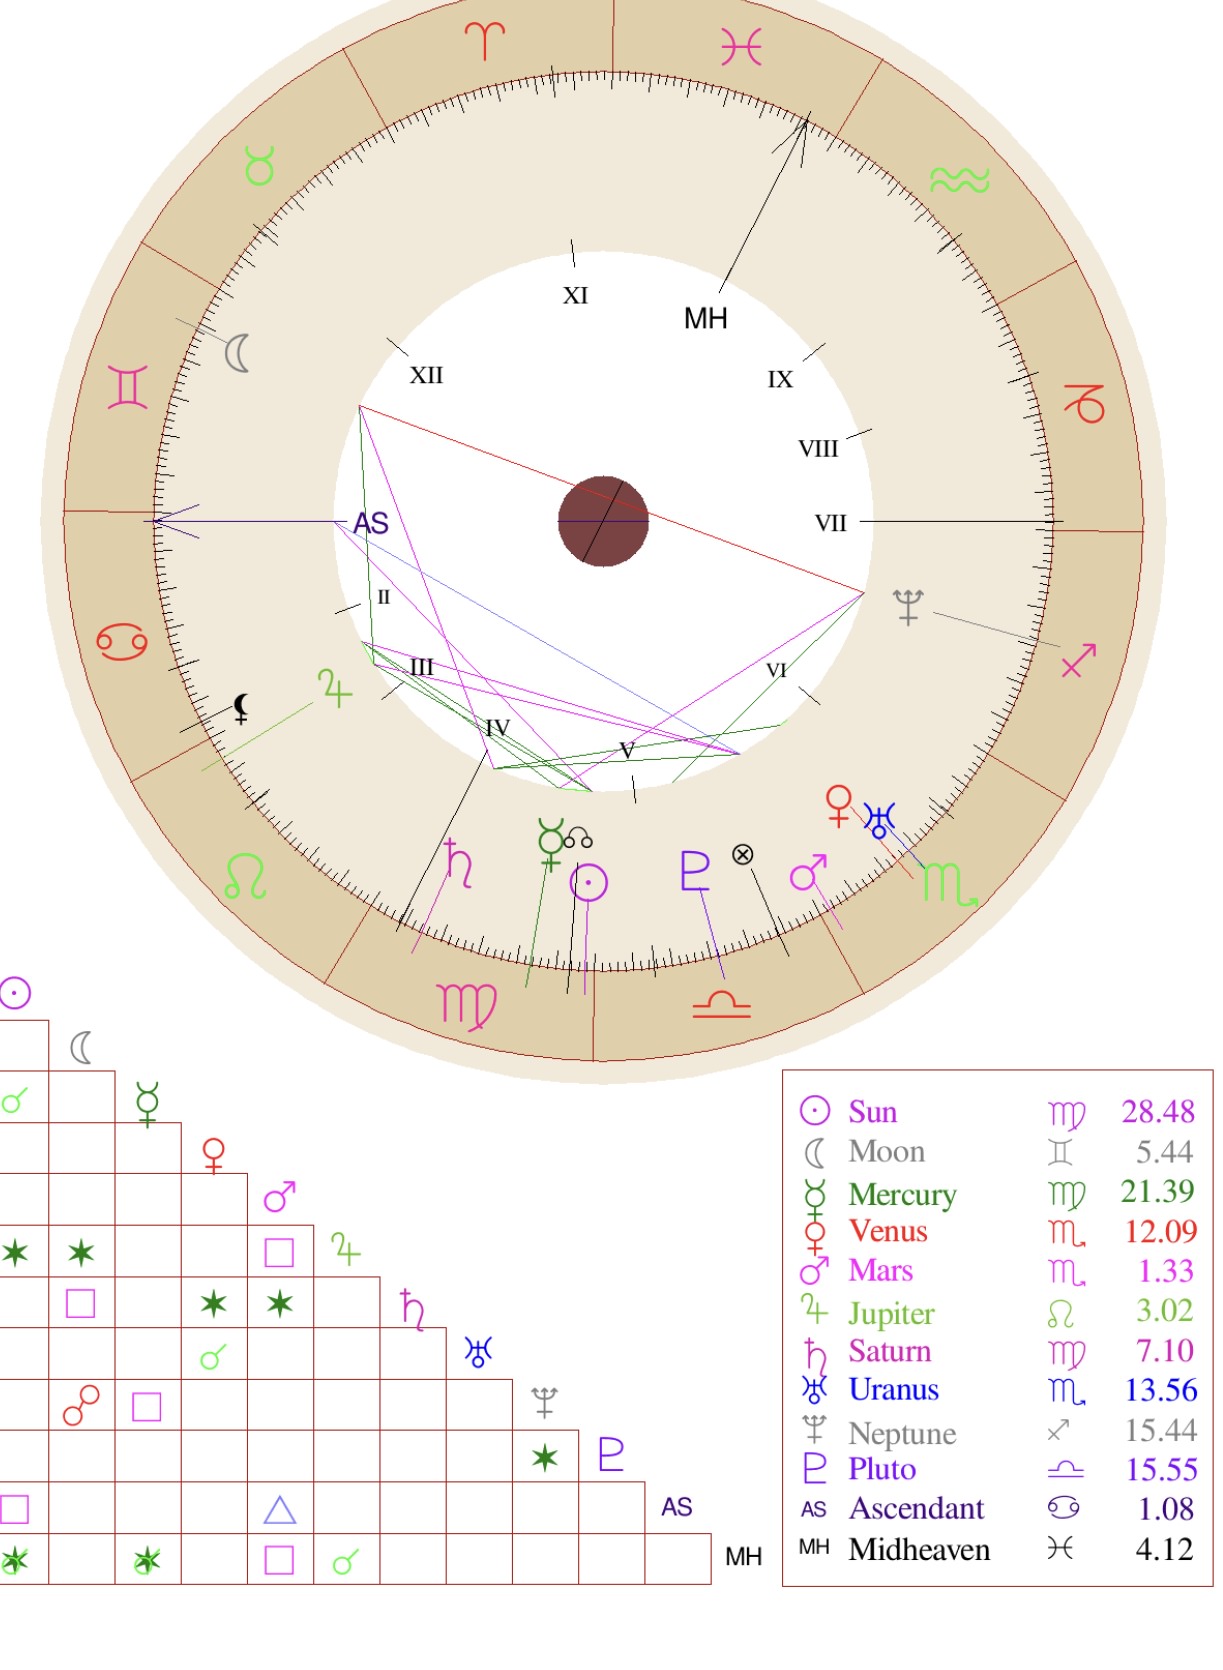 ♈ ♓
♉ ♒
XI
MH
XII IX
♊ ☾ ♑
VIII
AS VII
II ♆
♋ III VI ♐
⚸ ♃
IV V
♀ ♅
☿ ☊ ⊗
♌ ♄ ☉ ♇ ♂ ♏
♍ ♎
☉
☾
☌ ☿
♀
♂
✶ ✶ □ ♃
□ ✶ ✶ ♄
☌ ♅
☍ □ ♆
✶ ♇
□ △ AS
✶ ✶ □ ☌ MH
☉ Sun ♍ 28.48
☾ Moon ♊ 5.44
☿ Mercury ♍ 21.39
♀ Venus ♏ 12.09
♂ Mars ♏ 1.33
♃ Jupiter ♌ 3.02
♄ Saturn ♍ 7.10
♅ Uranus ♏ 13.56
♆ Neptune ♐ 15.44
♇ Pluto ♎ 15.55
AS Ascendant ♋ 1.08
MH Midheaven ♓ 4.12